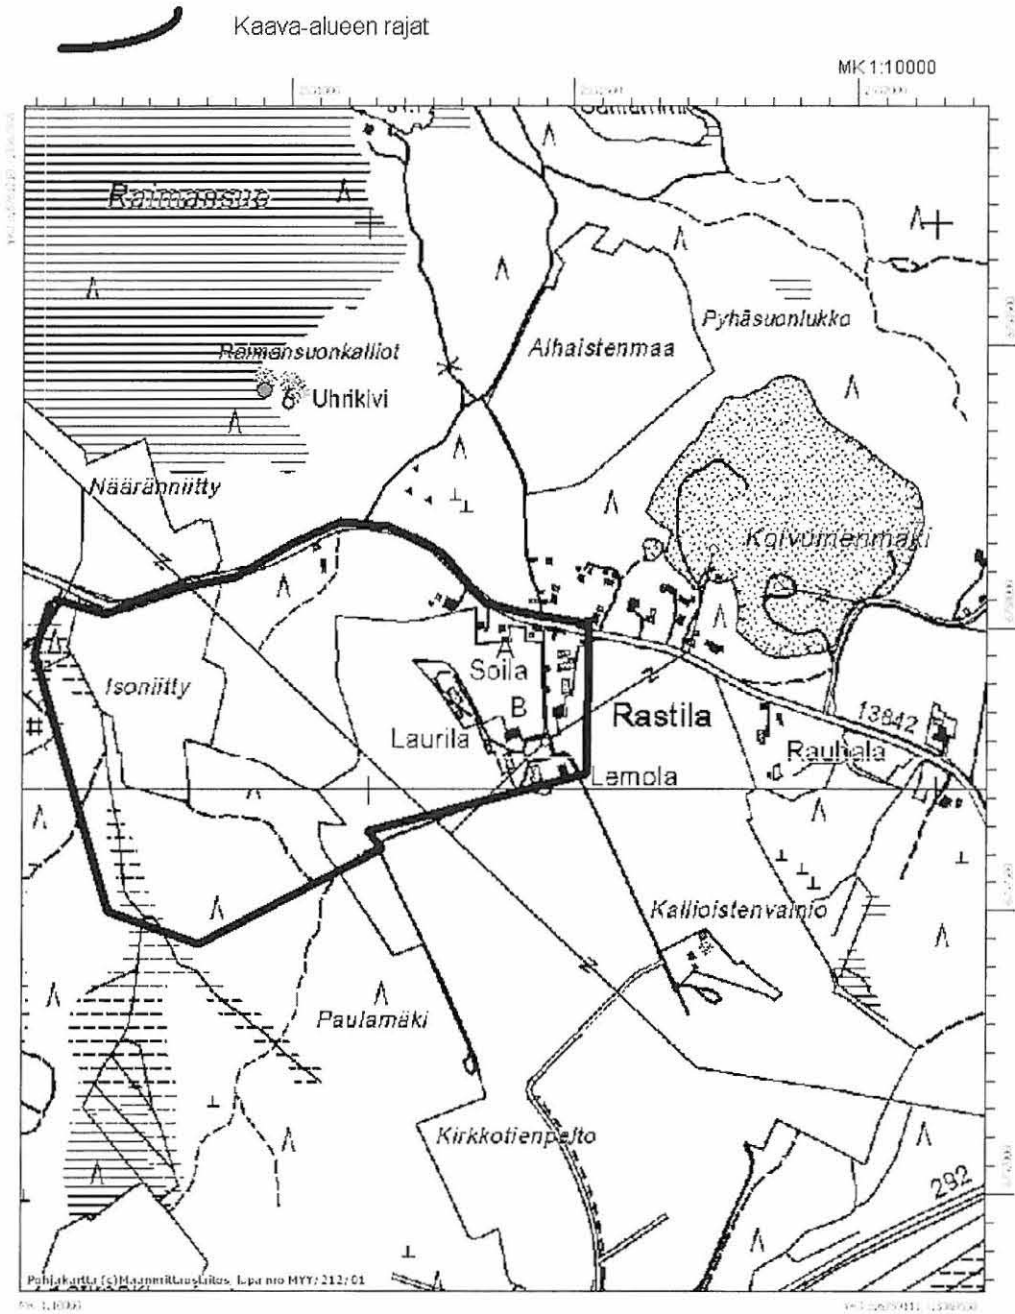 Kaava-alueen rajat
MK 1:10000
Raimansuo
Pyhäsuonlukko
Raimansuonkalliot
Alhaistenmaa
Uhrikivi
Nääränniitty
Koivumenmäki
Isoniitty
A
Soila
B
Rastila
13842
Laurila
Rauhala
Lemola
Kallioistenvainio
Paulamäki
Kirkkotienpelto
292
Pohjakartta (c) Maanmittauslaitos, lupa nro MYY/212/01